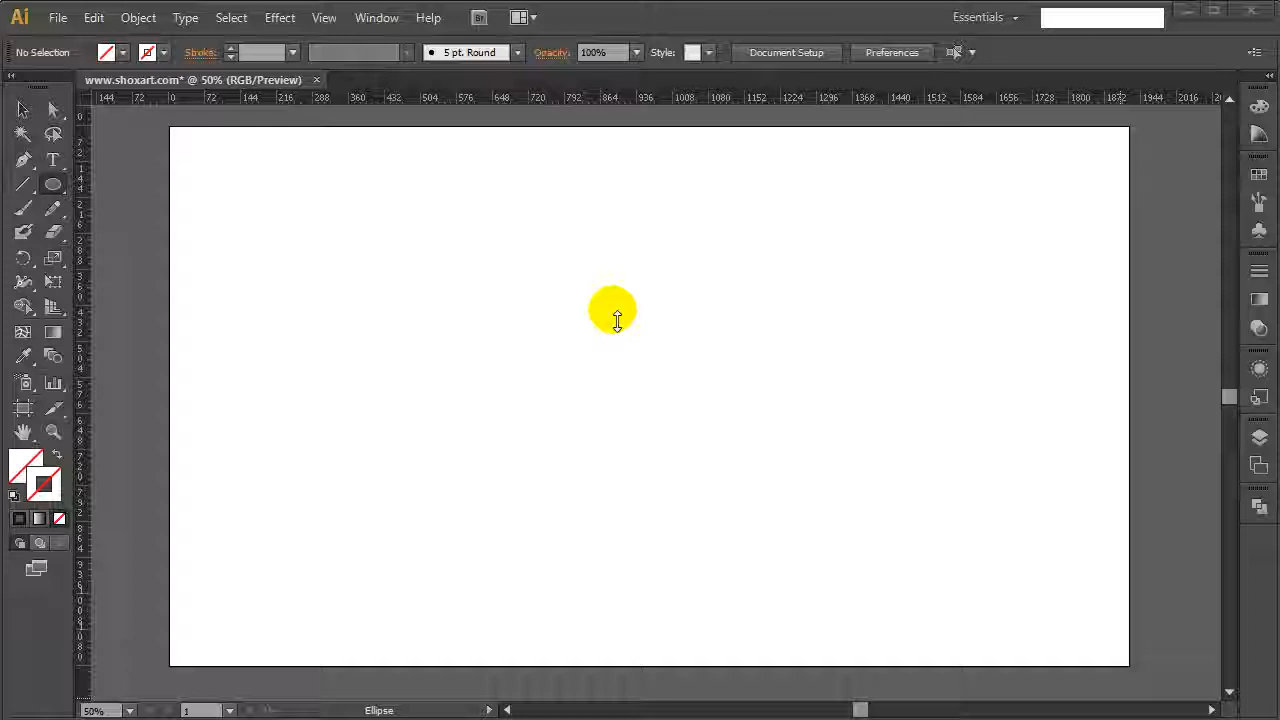 Ai File Edit Object Type Select Effect View Window Help Br Essentials
No Selection Stroke: 5 pt. Round Opacity: 100% Style: Document Setup Preferences
www.shoxart.com* @ 50% (RGB/Preview)
144 72 0 72 144 216 288 360 432 504 576 648 720 792 864 936 1008 1080 1152 1224 1296 1368 1440 1512 1584 1656 1728 1800 1872 1944 2016
T
50% 1 Ellipse